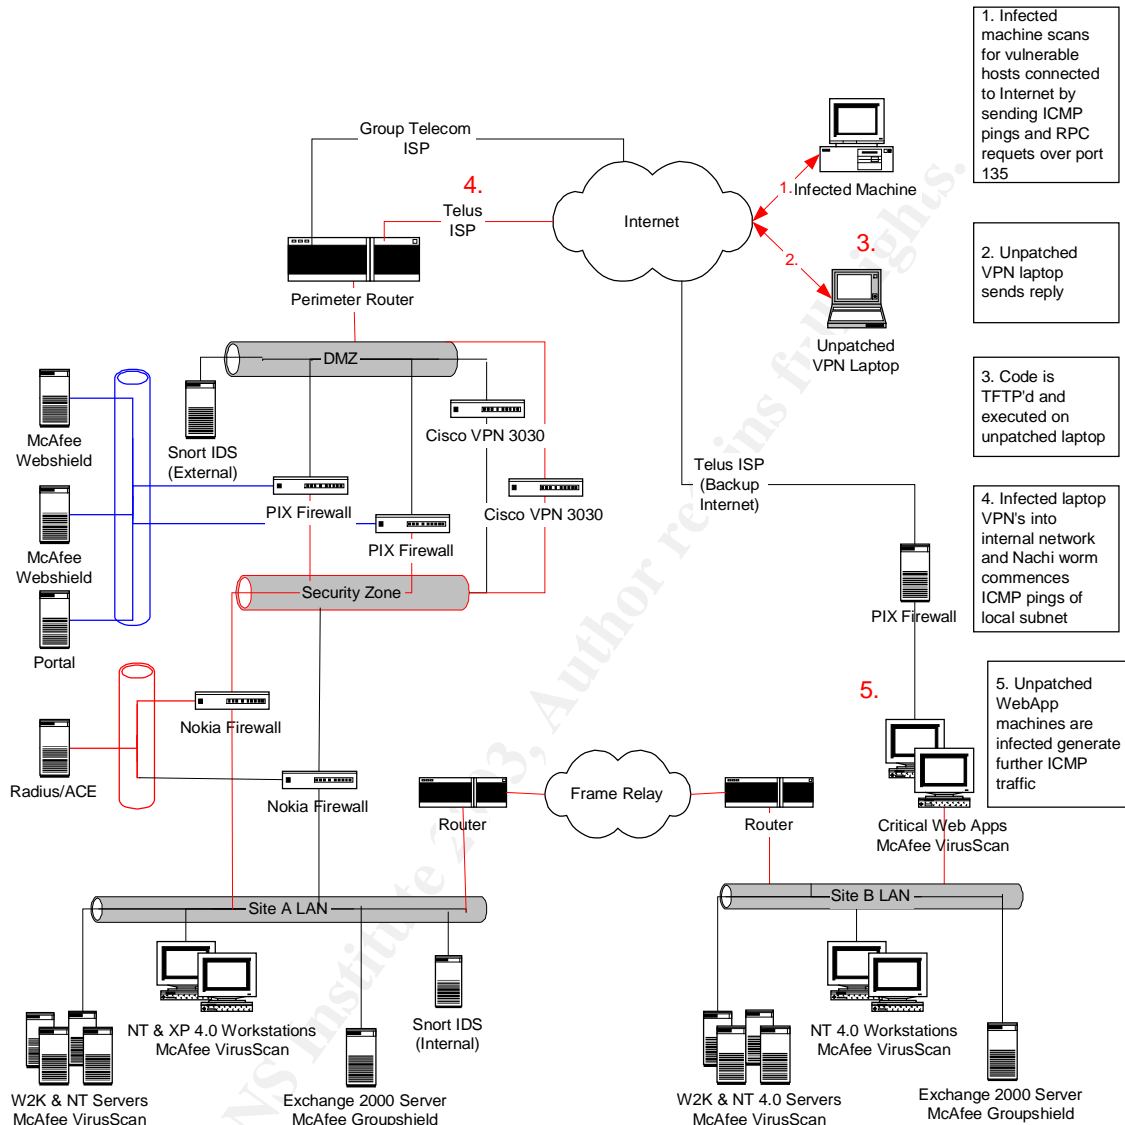 1. Infected
machine scans
for vulnerable
hosts connected
to Internet by
sending ICMP
pings and RPC
requets over port
135
Group Telecom
ISP
4.
Telus
ISP
Internet
1.
Infected Machine
2.
3.
Unpatched
VPN Laptop
2. Unpatched
VPN laptop
sends reply
Perimeter Router
DMZ
McAfee
Webshield
Snort IDS
(External)
Cisco VPN 3030
Cisco VPN 3030
3. Code is
TFTP'd and
executed on
unpatched laptop
PIX Firewall
PIX Firewall
McAfee
Webshield
Telus ISP
(Backup
Internet)
4. Infected laptop
VPN's into
internal network
and Nachi worm
commences
ICMP pings of
local subnet
Security Zone
PIX Firewall
Portal
5.
5. Unpatched
WebApp
machines are
infected generate
further ICMP
traffic
Nokia Firewall
Radius/ACE
Nokia Firewall
Router
Frame Relay
Router
Critical Web Apps
McAfee VirusScan
Site A LAN
Site B LAN
NT & XP 4.0 Workstations
McAfee VirusScan
Snort IDS
(Internal)
NT 4.0 Workstations
McAfee VirusScan
W2K & NT Servers
McAfee VirusScan
Exchange 2000 Server
McAfee Groupshield
W2K & NT 4.0 Servers
McAfee VirusScan
Exchange 2000 Server
McAfee Groupshield
NS Institute 2003, Author retains full rights.